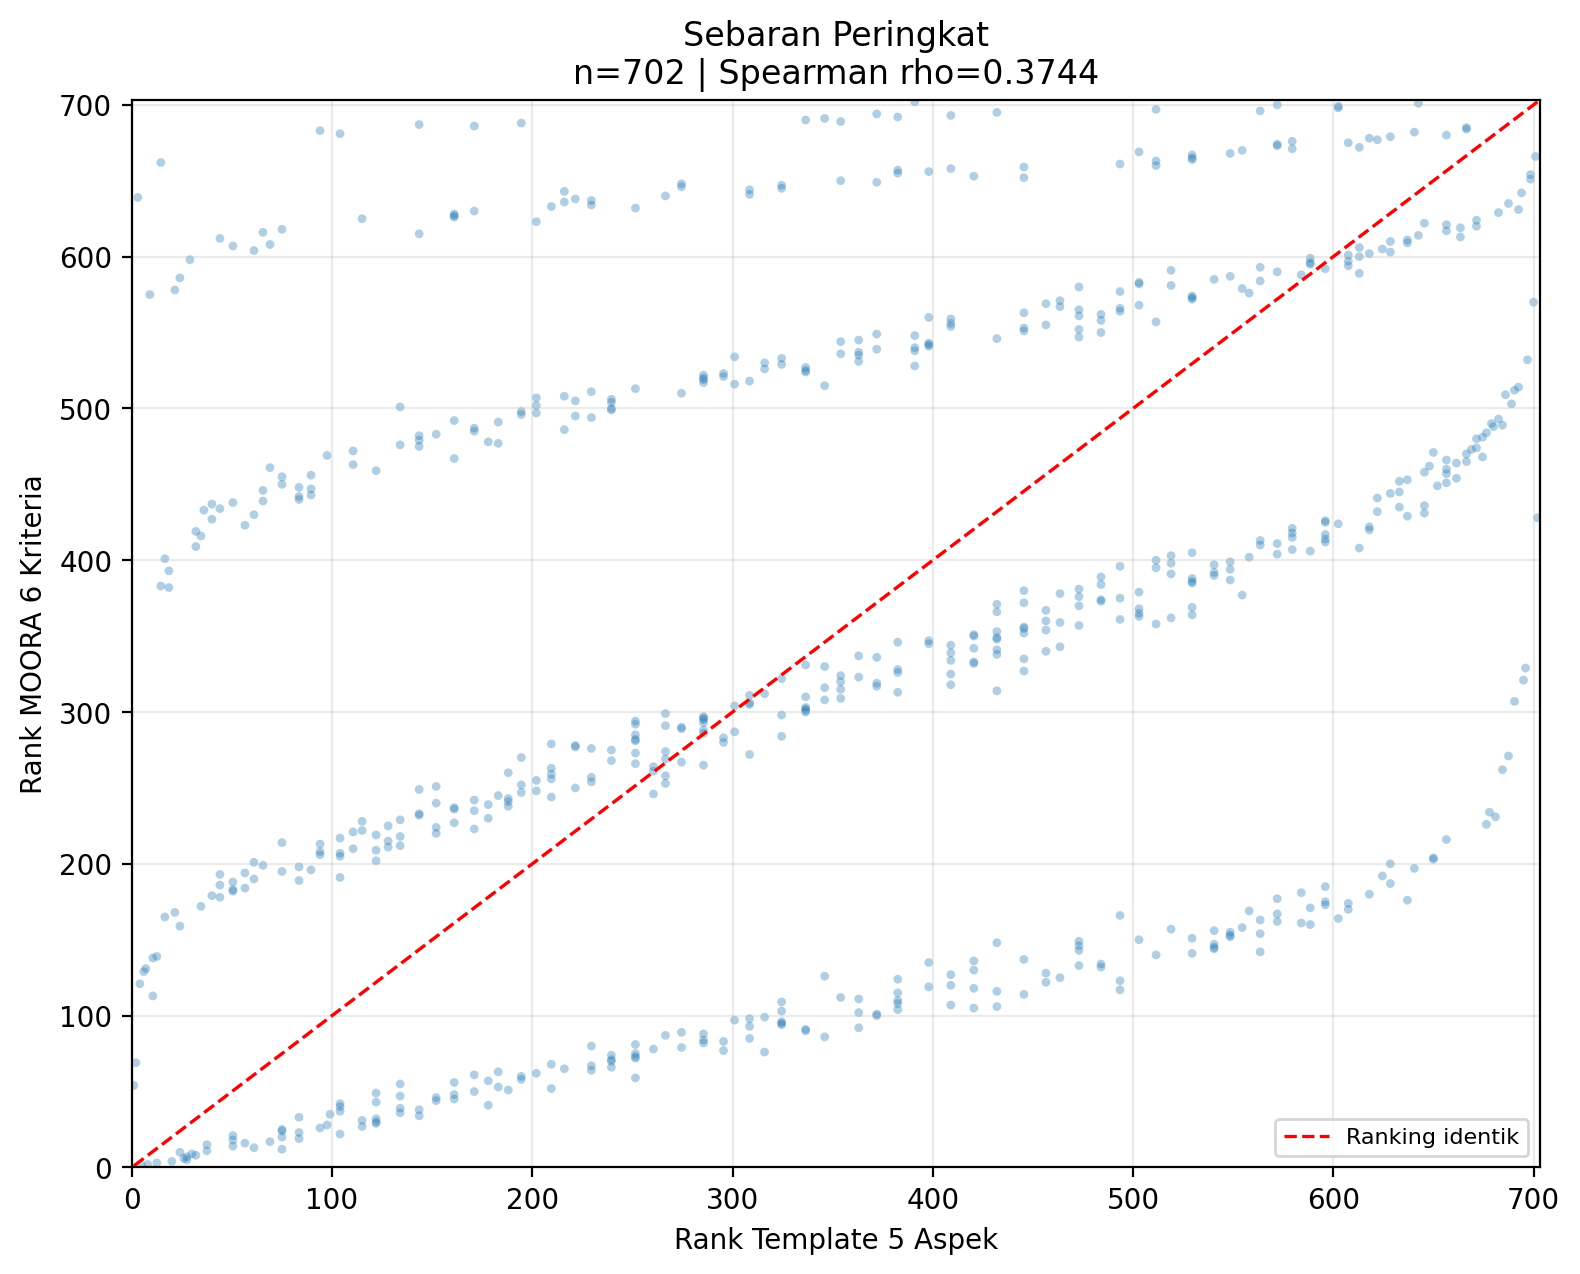 Sebaran Peringkat
n=702 | Spearman rho=0.3744
Rank MOORA 6 Kriteria
700
600
500
400
300
200
100
0
Ranking identik
0 100 200 300 400 500 600 700
Rank Template 5 Aspek